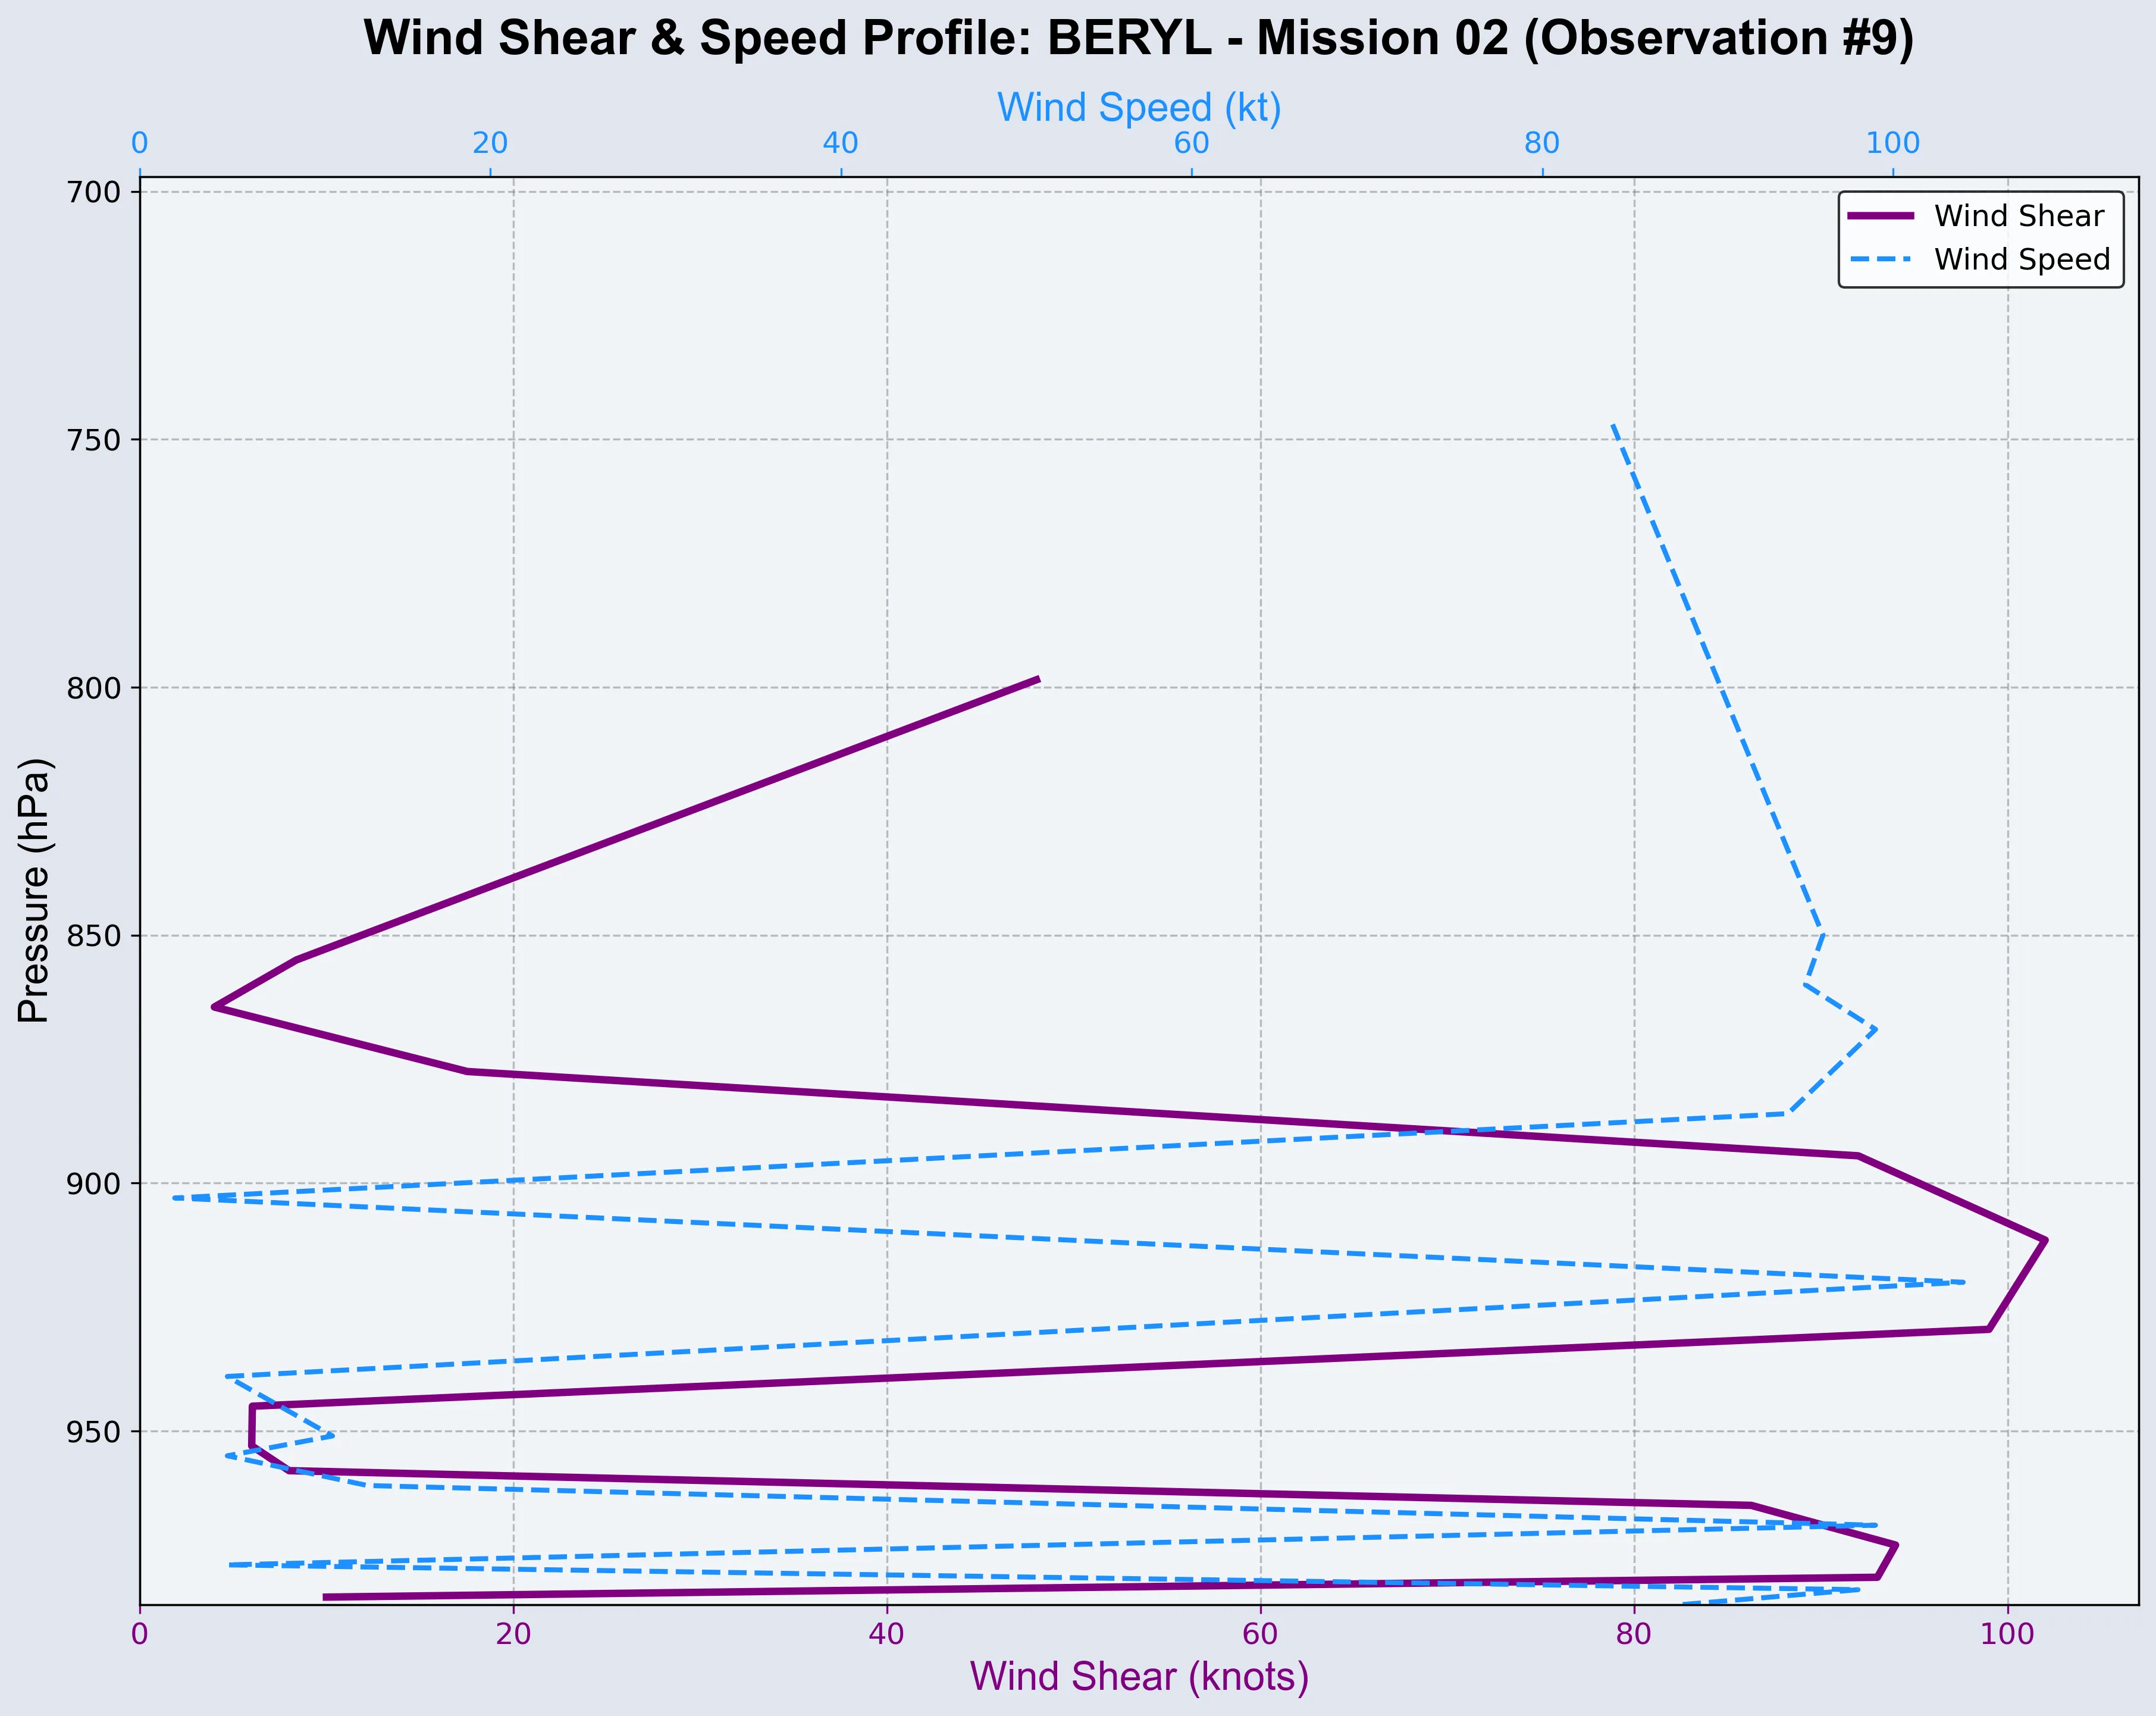 Wind Shear & Speed Profile: BERYL - Mission 02 (Observation #9)
Wind Speed (kt)
0 20 40 60 80 100
Wind Shear
Wind Speed
Pressure (hPa)
700
750
800
850
900
950
0 20 40 60 80 100
Wind Shear (knots)